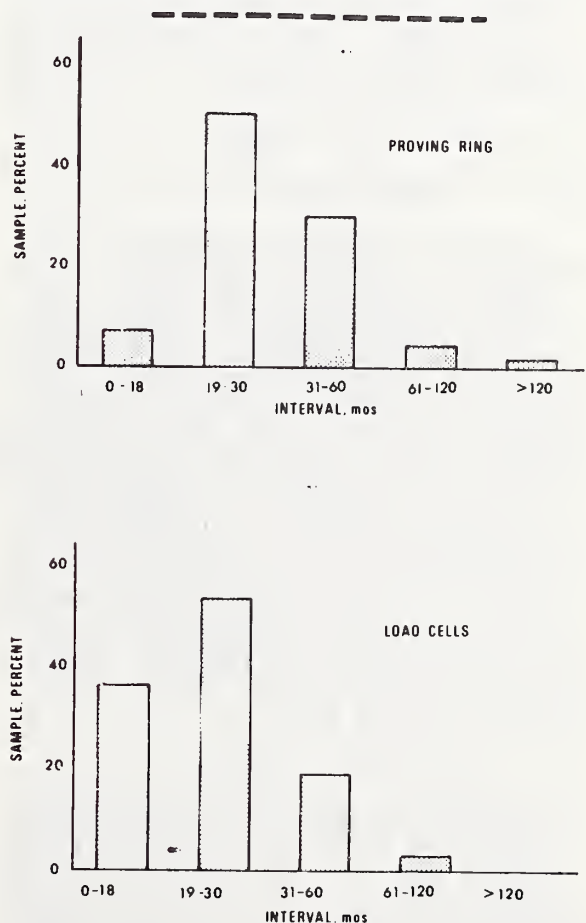 60
PROVING RING
40
SAMPLE, PERCENT
20
0
0-18 19-30 31-60 61-120 >120
INTERVAL, mos
60
LOAD CELLS
40
SAMPLE, PERCENT
20
0
0-18 19-30 31-60 61-120 >120
INTERVAL, mos